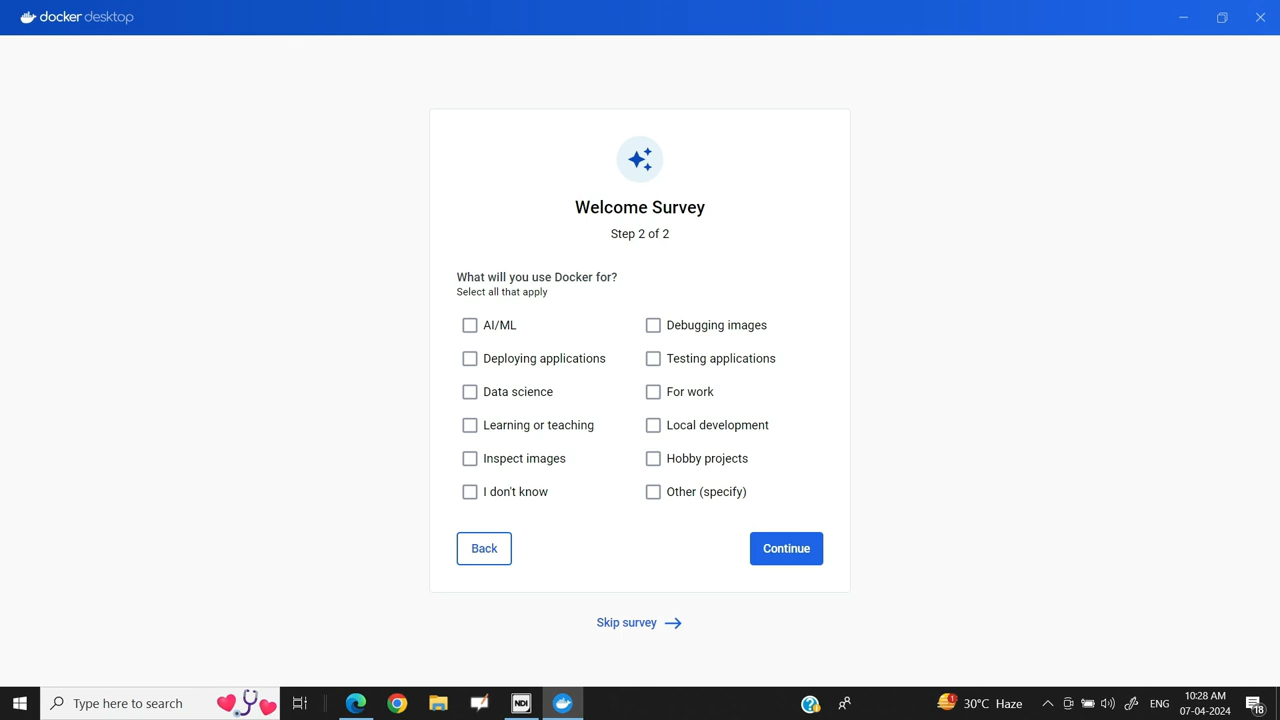 docker desktop
Welcome Survey
Step 2 of 2
What will you use Docker for?
Select all that apply
AI/ML
Debugging images
Deploying applications
Testing applications
Data science
For work
Learning or teaching
Local development
Inspect images
Hobby projects
I don't know
Other (specify)
Back
Continue
Skip survey
Type here to search
NDI
1
30°C Haze
ENG
10:28 AM
07-04-2024
18